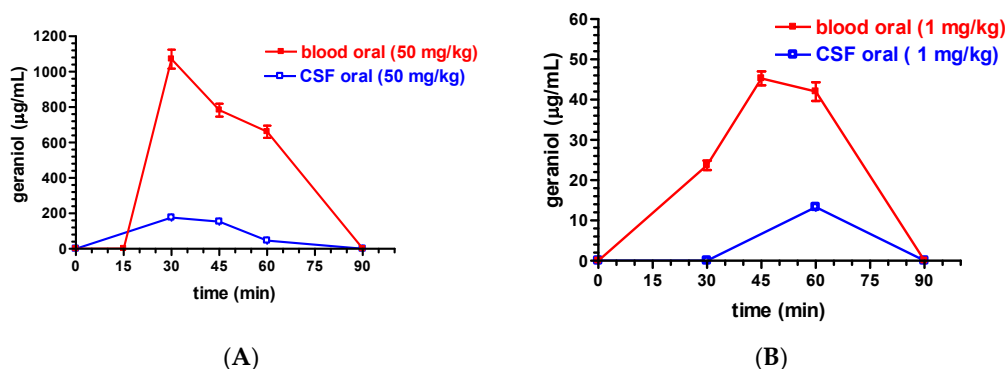 blood oral (50 mg/kg)
CSF oral (50 mg/kg)
geraniol (µg/mL)
1200
1000
800
600
400
200
0
0 15 30 45 60 75 90
time (min)
(A)
blood oral (1 mg/kg)
CSF oral ( 1 mg/kg)
geraniol (µg/mL)
60
50
40
30
20
10
0
0 15 30 45 60 75 90
time (min)
(B)